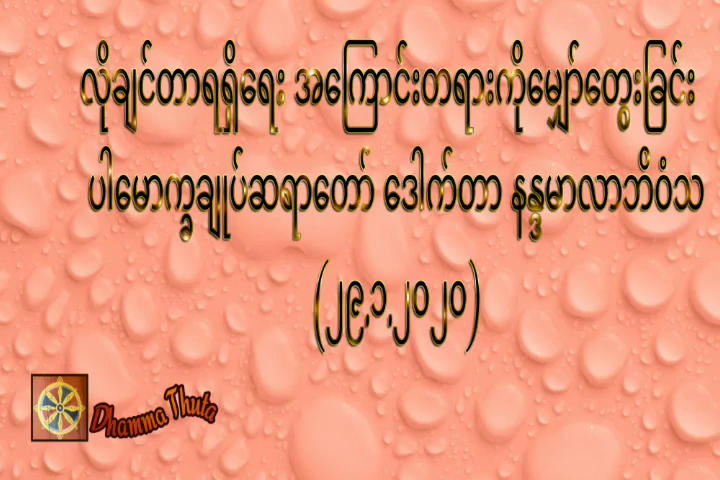 လိုချင်တာရရှိရေး အကြောင်းတရားကိုမျှော်တွေးခြင်း
ပါမောက္ခချုပ်ဆရာတော် ဒေါက်တာ နန္ဒမာလာဘိဝံသ
(၂၉.၁.၂၀၂၀)
Dhamma Thuta